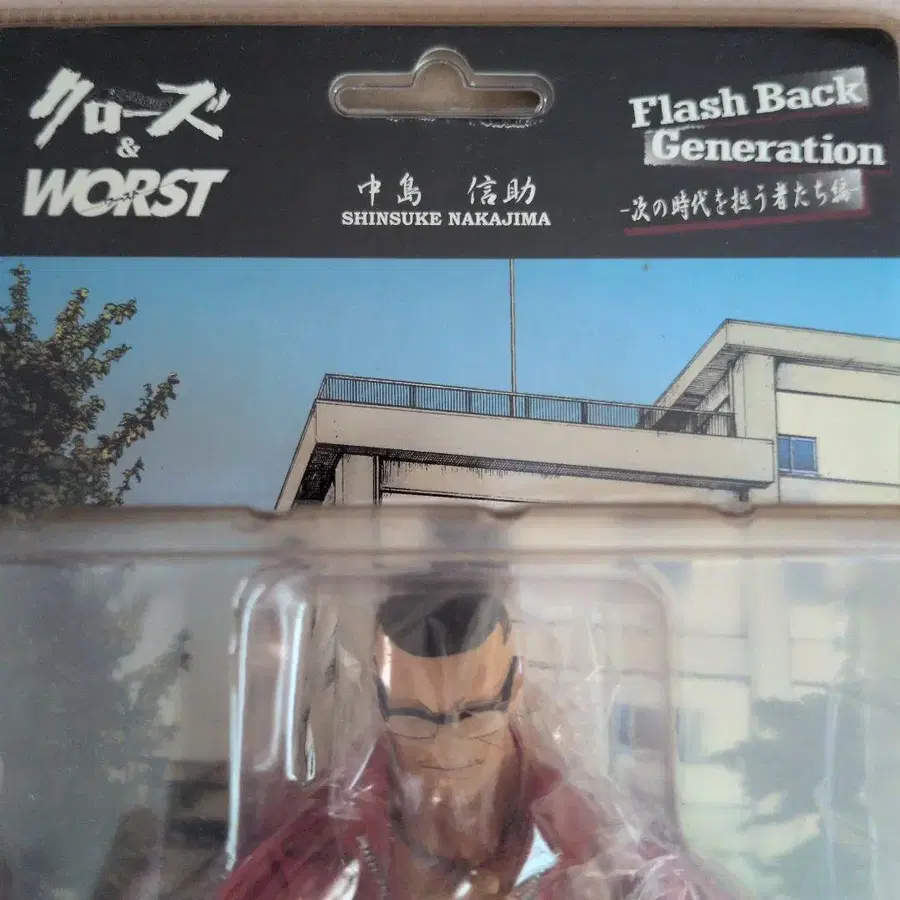 クローズ
&
WORST
中島 信助
SHINSUKE NAKAJIMA
Flash Back
Generation
-次の時代を担う者たち編-